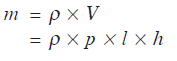 m = ρ × V
= ρ × p × l × h